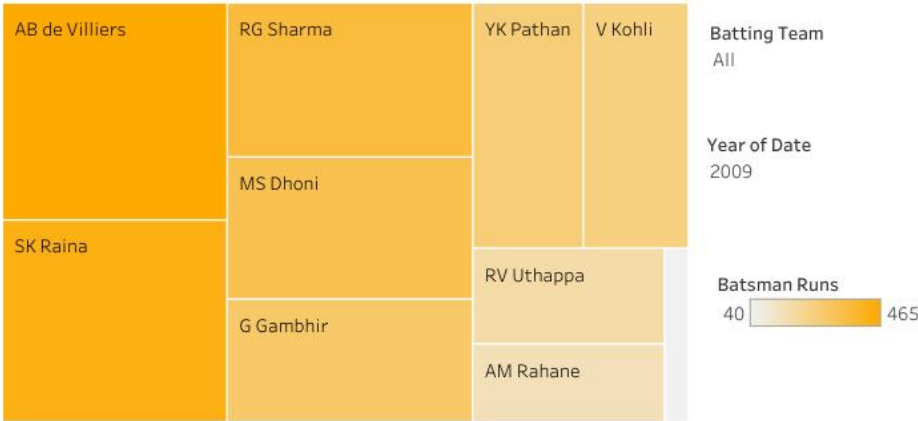 AB de Villiers
SK Raina
RG Sharma
MS Dhoni
G Gambhir
YK Pathan
V Kohli
RV Uthappa
AM Rahane
Batting Team
All
Year of Date
2009
Batsman Runs
40 465